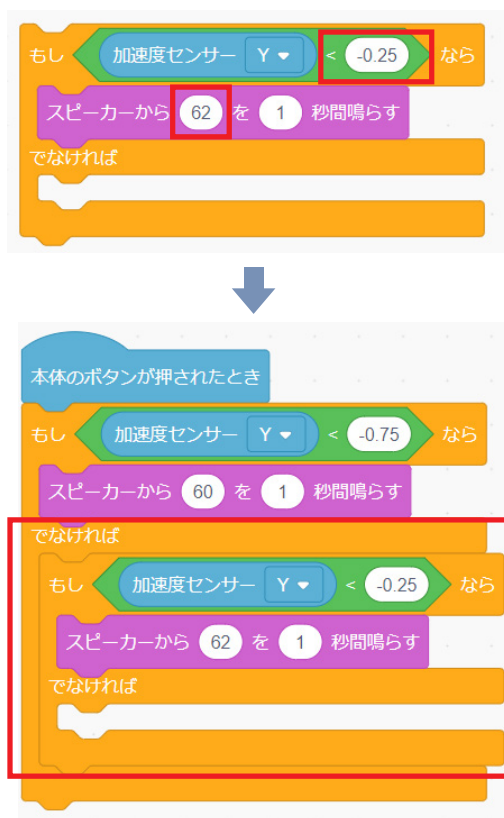 もし 加速度センサー Y < -0.25 なら
スピーカーから 62 を 1 秒間鳴らす
でなければ
本体のボタンが押されたとき
もし 加速度センサー Y < -0.75 なら
スピーカーから 60 を 1 秒間鳴らす
でなければ
もし 加速度センサー Y < -0.25 なら
スピーカーから 62 を 1 秒間鳴らす
でなければ